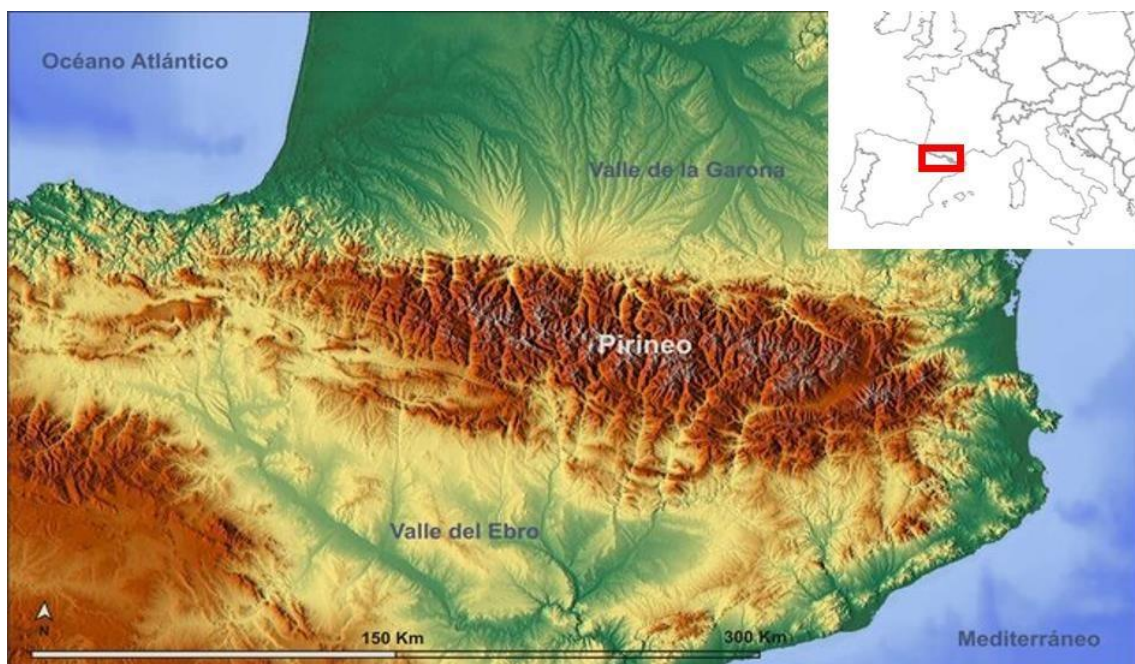 Océano Atlántico
Valle de la Garona
Pirineo
Valle del Ebro
N
150 Km
300 Km
Mediterráneo